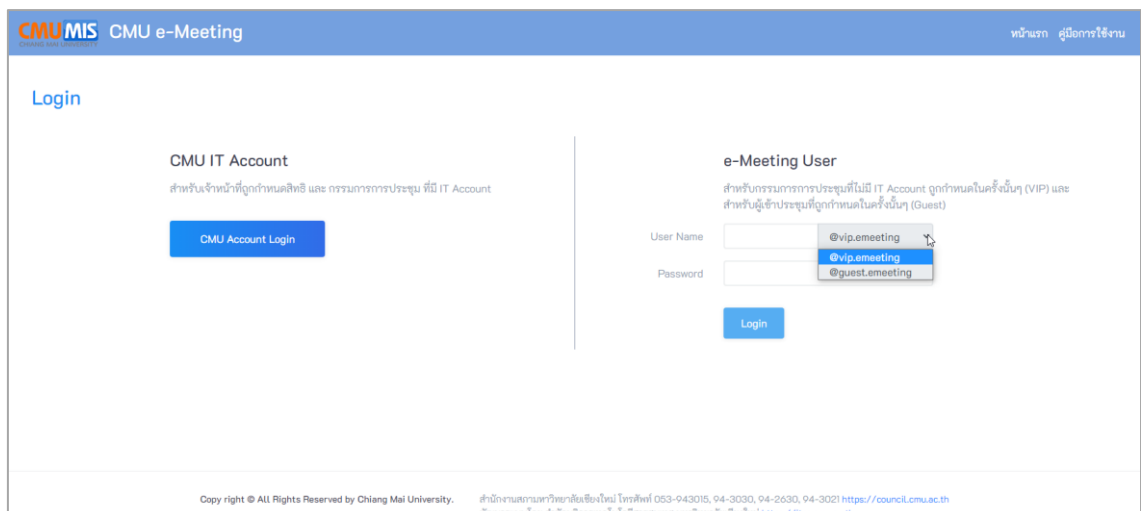 CMU MIS CMU e-Meeting
CHIANG MAI UNIVERSITY
หน้าแรก คู่มือการใช้งาน
Login
CMU IT Account
สำหรับเจ้าหน้าที่ถูกกำหนดสิทธิ และ กรรมการการประชุม ที่มี IT Account
CMU Account Login
e-Meeting User
สำหรับกรรมการการประชุมที่ไม่มี IT Account ถูกกำหนดในครั้งนั้นๆ (VIP) และ
สำหรับผู้เข้าประชุมที่ถูกกำหนดในครั้งนั้นๆ (Guest)
User Name
@vip.emeeting
@vip.emeeting
@guest.emeeting
Password
Login
Copy right © All Rights Reserved by Chiang Mai University.
สำนักงานสภามหาวิทยาลัยเชียงใหม่ โทรศัพท์ 053-943015, 94-3030, 94-2630, 94-3021 https://council.cmu.ac.th